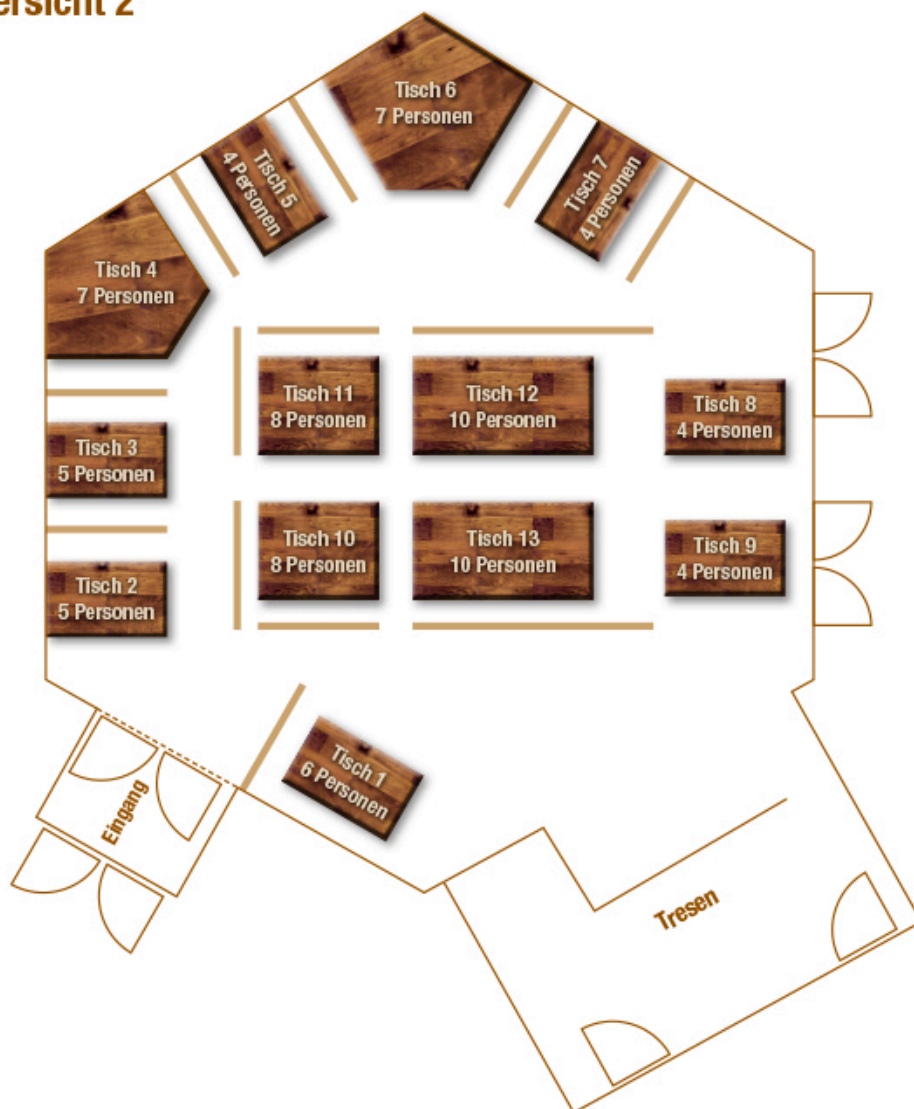 ersicht 2
Tisch 6
7 Personen
Tisch 5
4 Personen
Tisch 7
4 Personen
Tisch 4
7 Personen
Tisch 11
8 Personen
Tisch 12
10 Personen
Tisch 8
4 Personen
Tisch 3
5 Personen
Tisch 10
8 Personen
Tisch 13
10 Personen
Tisch 9
4 Personen
Tisch 2
5 Personen
Tisch 1
6 Personen
Eingang
Tresen